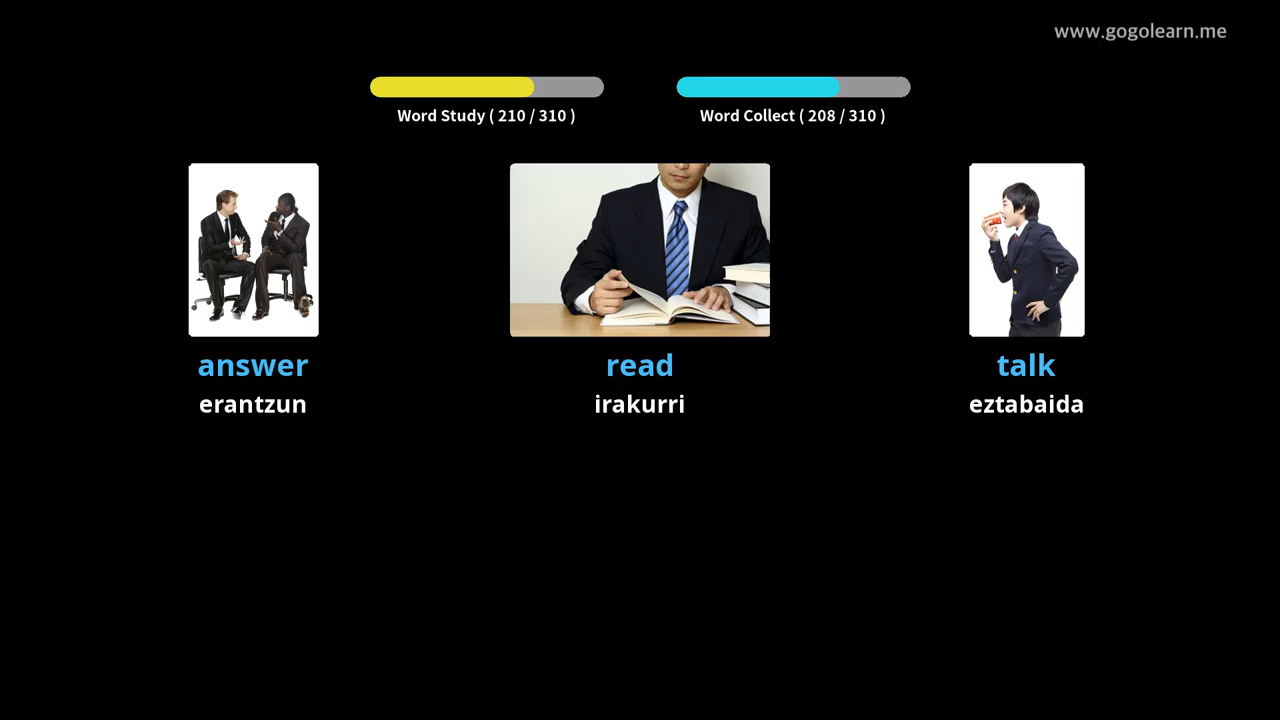 www.gogolearn.me
Word Study ( 210 / 310 )
Word Collect ( 208 / 310 )
answer
erantzun
read
irakurri
talk
eztabaida